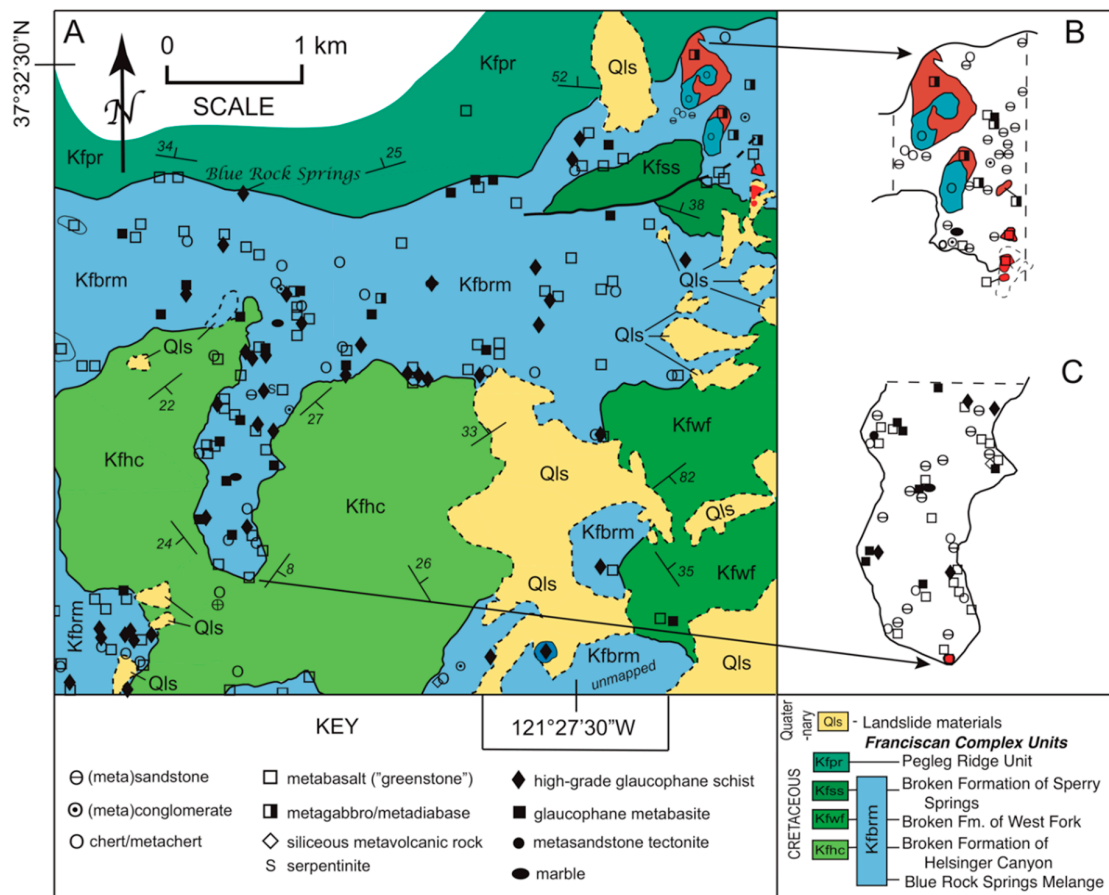 A
0 1 km
SCALE
N
37°32'30"N
Kfpr
Qls
52
Kfpr
34
25
Blue Rock Springs
Kfss
38
Kfbrm
Kfbrm
Qls
Qls
Qls
22
27
S
33
Kfhc
Kfhc
Kfwf
82
Qls
Qls
24
8
26
Kfbrm
35
Kfwf
Qls
Kfbrm
Qls
Qls
Kfbrm
unmapped
Qls
B
C
KEY
121°27'30"W
(meta)sandstone
(meta)conglomerate
chert/metachert
metabasalt ("greenstone")
metagabbro/metadiabase
siliceous metavolcanic rock
S serpentinite
high-grade glaucophane schist
glaucophane metabasite
metasandstone tectonite
marble
Quater
-nary
Qls - Landslide materials
Franciscan Complex Units
CRETACEOUS
Kfpr Pegleg Ridge Unit
Kfss Broken Formation of Sperry
Springs
Kfwf Broken Fm. of West Fork
Kfhc Broken Formation of
Helsinger Canyon
Kfbrm Blue Rock Springs Melange